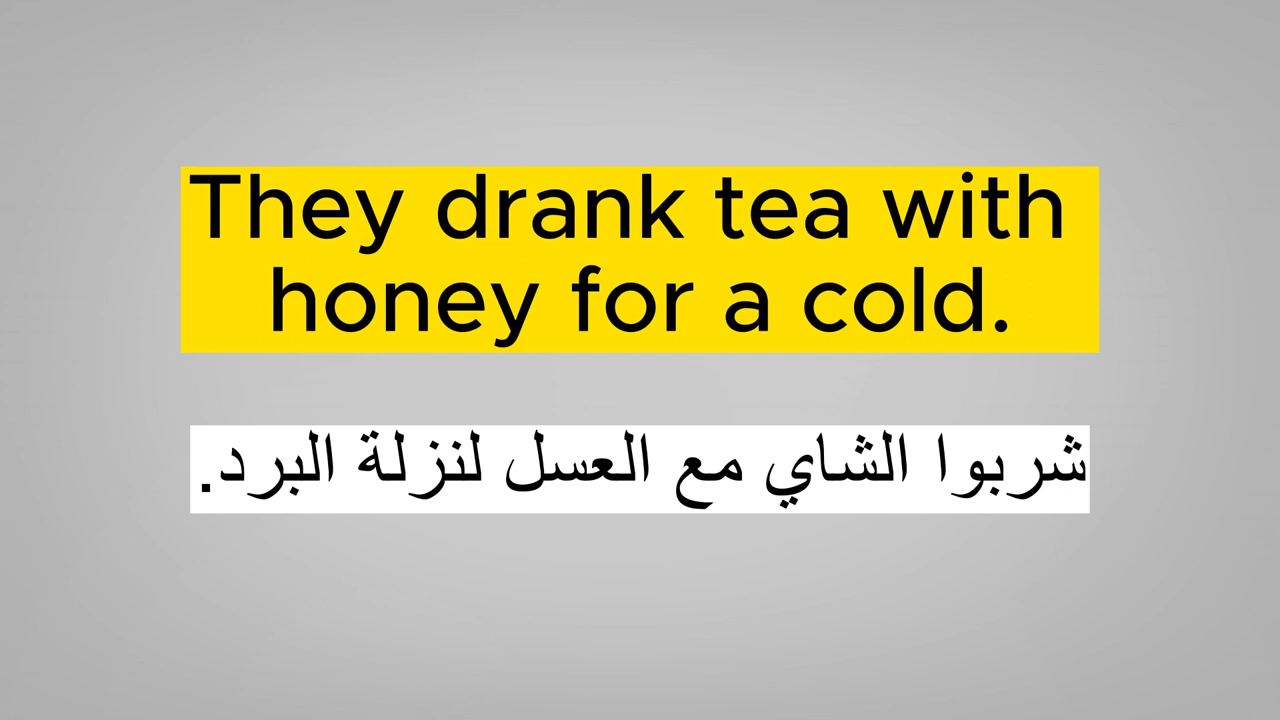 They drank tea with
honey for a cold.
شربوا الشاي مع العسل لنزلة البرد.